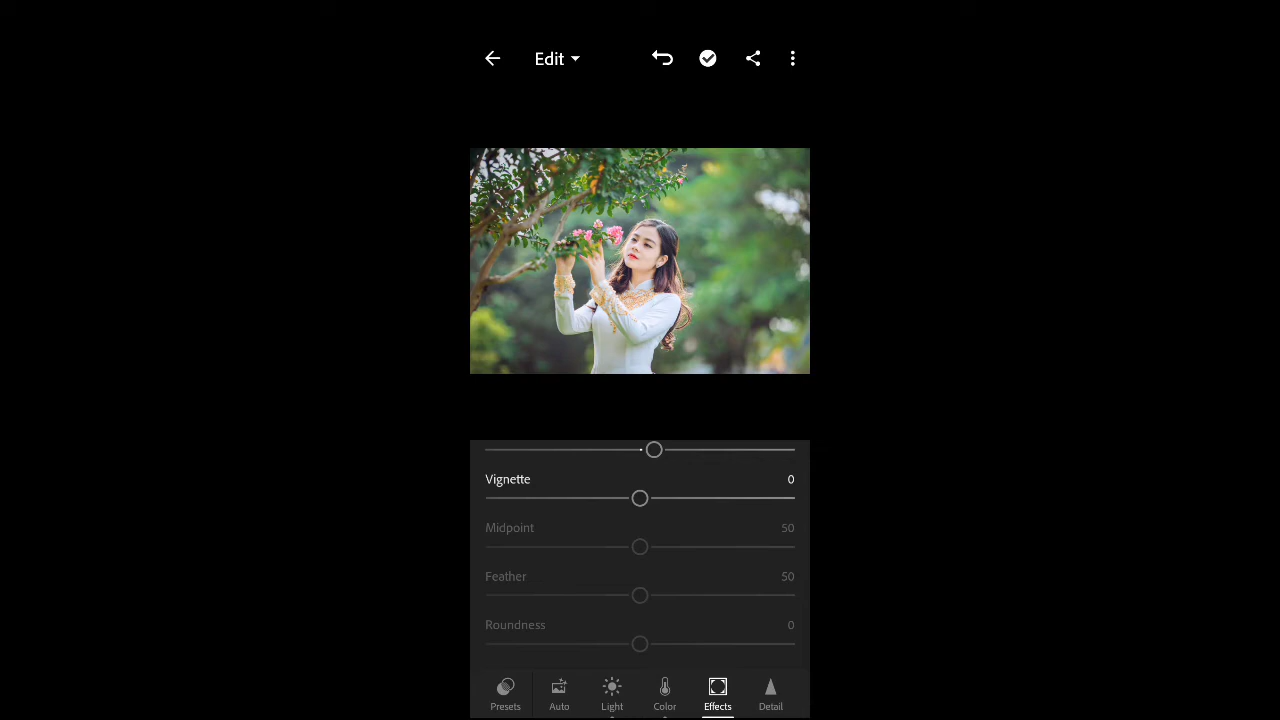 Edit
Vignette 0
Midpoint 50
Feather 50
Roundness 0
Presets Auto Light Color Effects Detail